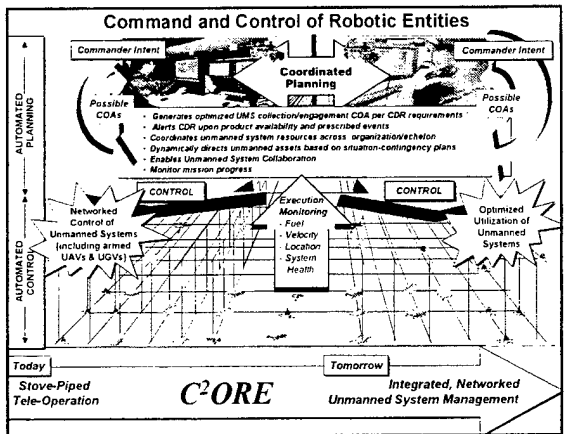 Command and Control of Robotic Entities
Commander Intent
Commander Intent
Coordinated
Planning
Possible
COAs
Possible
COAs
AUTOMATED
PLANNING
- Generates optimized UMS collection/engagement COA per CDR requirements
- Alerts CDR upon product availability and prescribed events
- Coordinates unmanned system resources across organization/echelon
- Dynamically directs unmanned assets based on situation-contingency plans
- Enables Unmanned System Collaboration
- Monitor mission progress
CONTROL
CONTROL
AUTOMATED
CONTROL
Networked
Control of
Unmanned Systems
(including armed
UAVs & UGVs)
Execution
Monitoring
- Fuel
- Velocity
- Location
- System
Health
Optimized
Utilization of
Unmanned
Systems
Today
Tomorrow
Stove-Piped
Tele-Operation
C²ORE
Integrated, Networked
Unmanned System Management